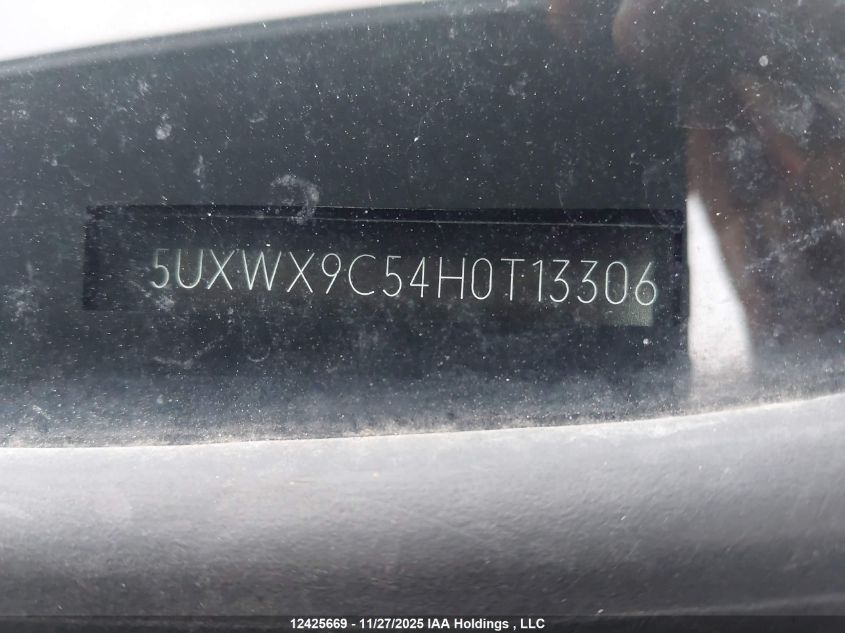 5UXWX9C54H0T13306
12425669 - 11/27/2025 IAA Holdings , LLC